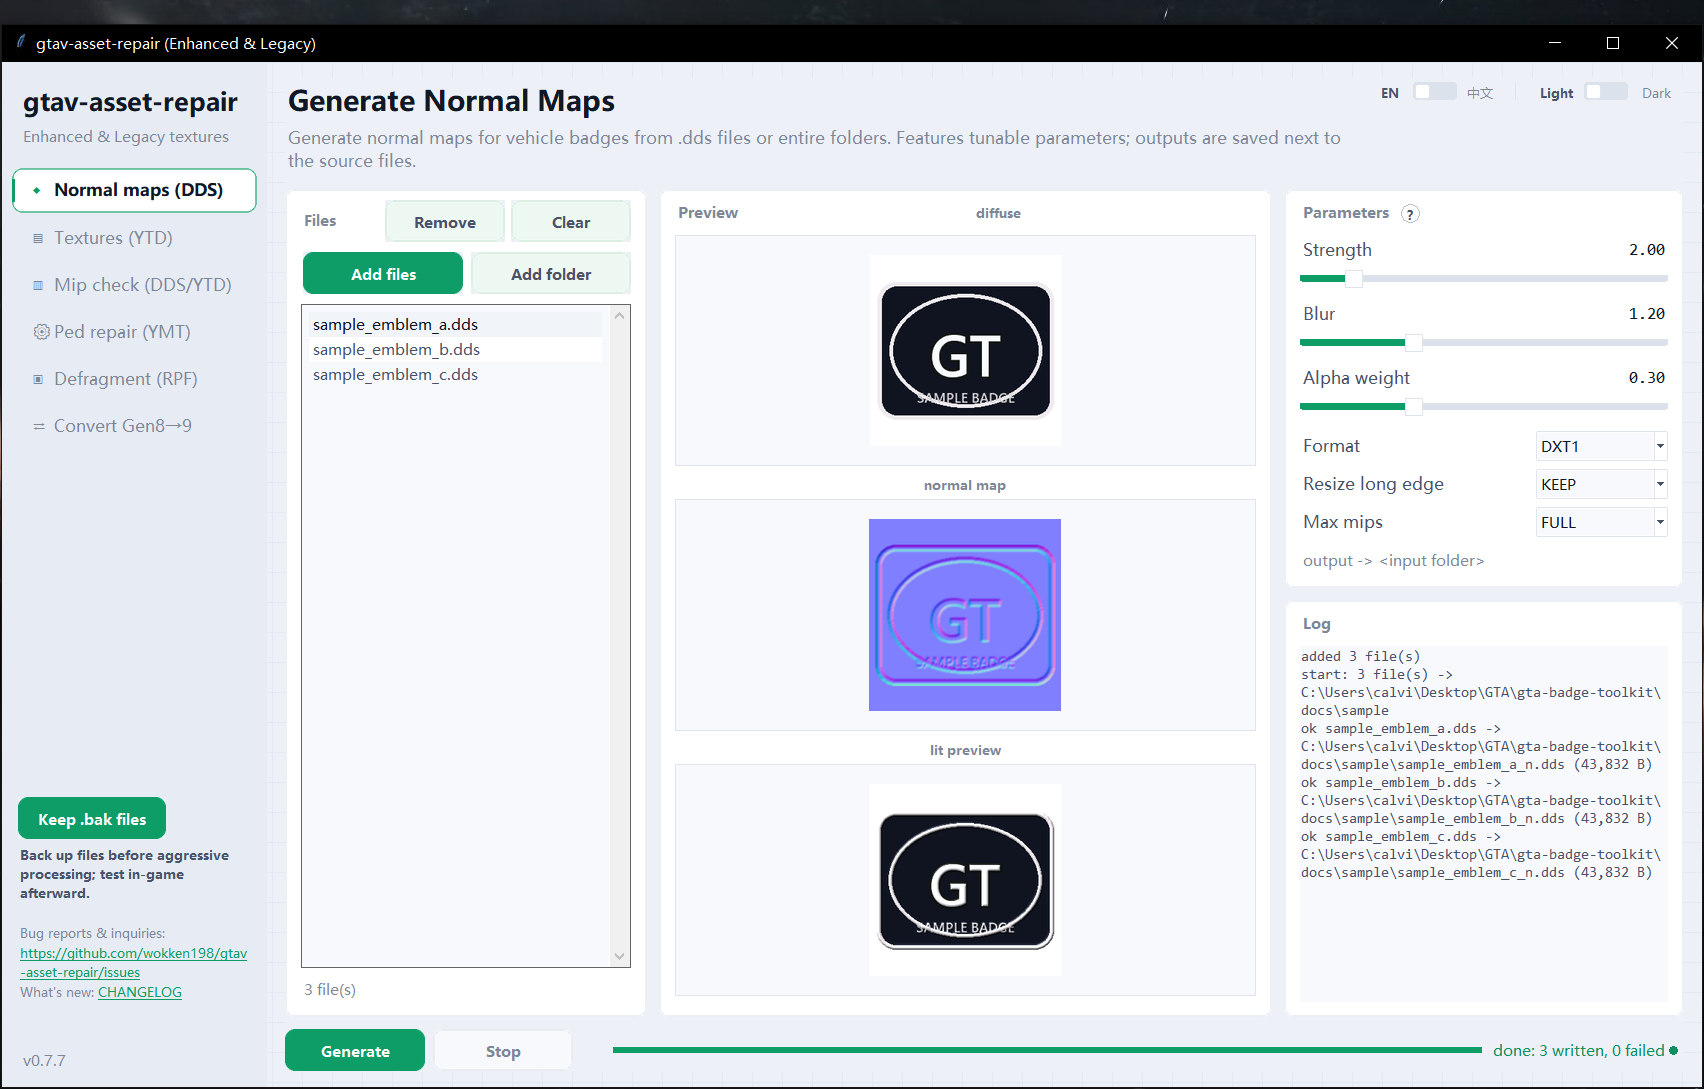 gtav-asset-repair (Enhanced & Legacy)
gtav-asset-repair
Enhanced & Legacy textures
Normal maps (DDS)
Textures (YTD)
Mip check (DDS/YTD)
Ped repair (YMT)
Defragment (RPF)
Convert Gen8→9
Keep .bak files
Back up files before aggressive
processing; test in-game
afterward.
Bug reports & inquiries:
https://github.com/wokken198/gtav
-asset-repair/issues
What's new: CHANGELOG
v0.7.7
Generate Normal Maps
Generate normal maps for vehicle badges from .dds files or entire folders. Features tunable parameters; outputs are saved next to
the source files.
EN 中文 Light Dark
Files
Remove
Clear
Add files
Add folder
sample_emblem_a.dds
sample_emblem_b.dds
sample_emblem_c.dds
3 file(s)
Preview
diffuse
GT
SAMPLE BADGE
normal map
GT
SAMPLE BADGE
lit preview
GT
SAMPLE BADGE
Parameters ?
Strength 2.00
Blur 1.20
Alpha weight 0.30
Format DXT1
Resize long edge KEEP
Max mips FULL
output -> <input folder>
Log
added 3 file(s)
start: 3 file(s) ->
C:\Users\calvi\Desktop\GTA\gta-badge-toolkit\
docs\sample
ok sample_emblem_a.dds ->
C:\Users\calvi\Desktop\GTA\gta-badge-toolkit\
docs\sample\sample_emblem_a_n.dds (43,832 B)
ok sample_emblem_b.dds ->
C:\Users\calvi\Desktop\GTA\gta-badge-toolkit\
docs\sample\sample_emblem_b_n.dds (43,832 B)
ok sample_emblem_c.dds ->
C:\Users\calvi\Desktop\GTA\gta-badge-toolkit\
docs\sample\sample_emblem_c_n.dds (43,832 B)
Generate
Stop
done: 3 written, 0 failed